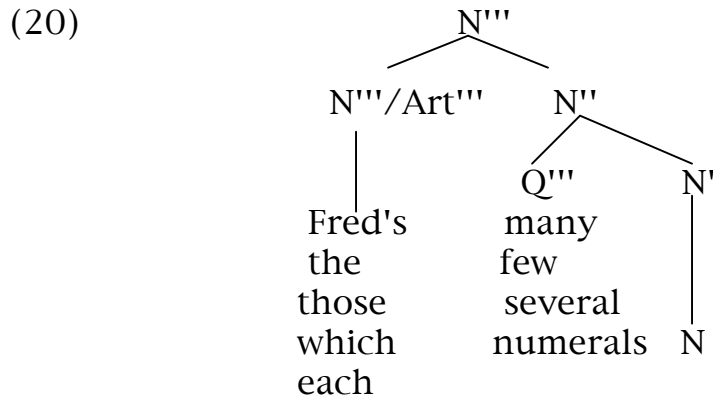 (20) N'''
N'''/Art''' N''
Q''' N'
Fred's many
the few
those several
which numerals N
each